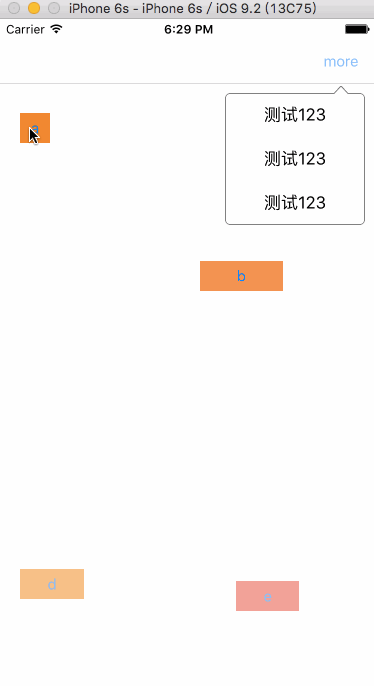 iPhone 6s - iPhone 6s / iOS 9.2 (13C75)
Carrier 6:29 PM
more
测试123
测试123
测试123
b
d